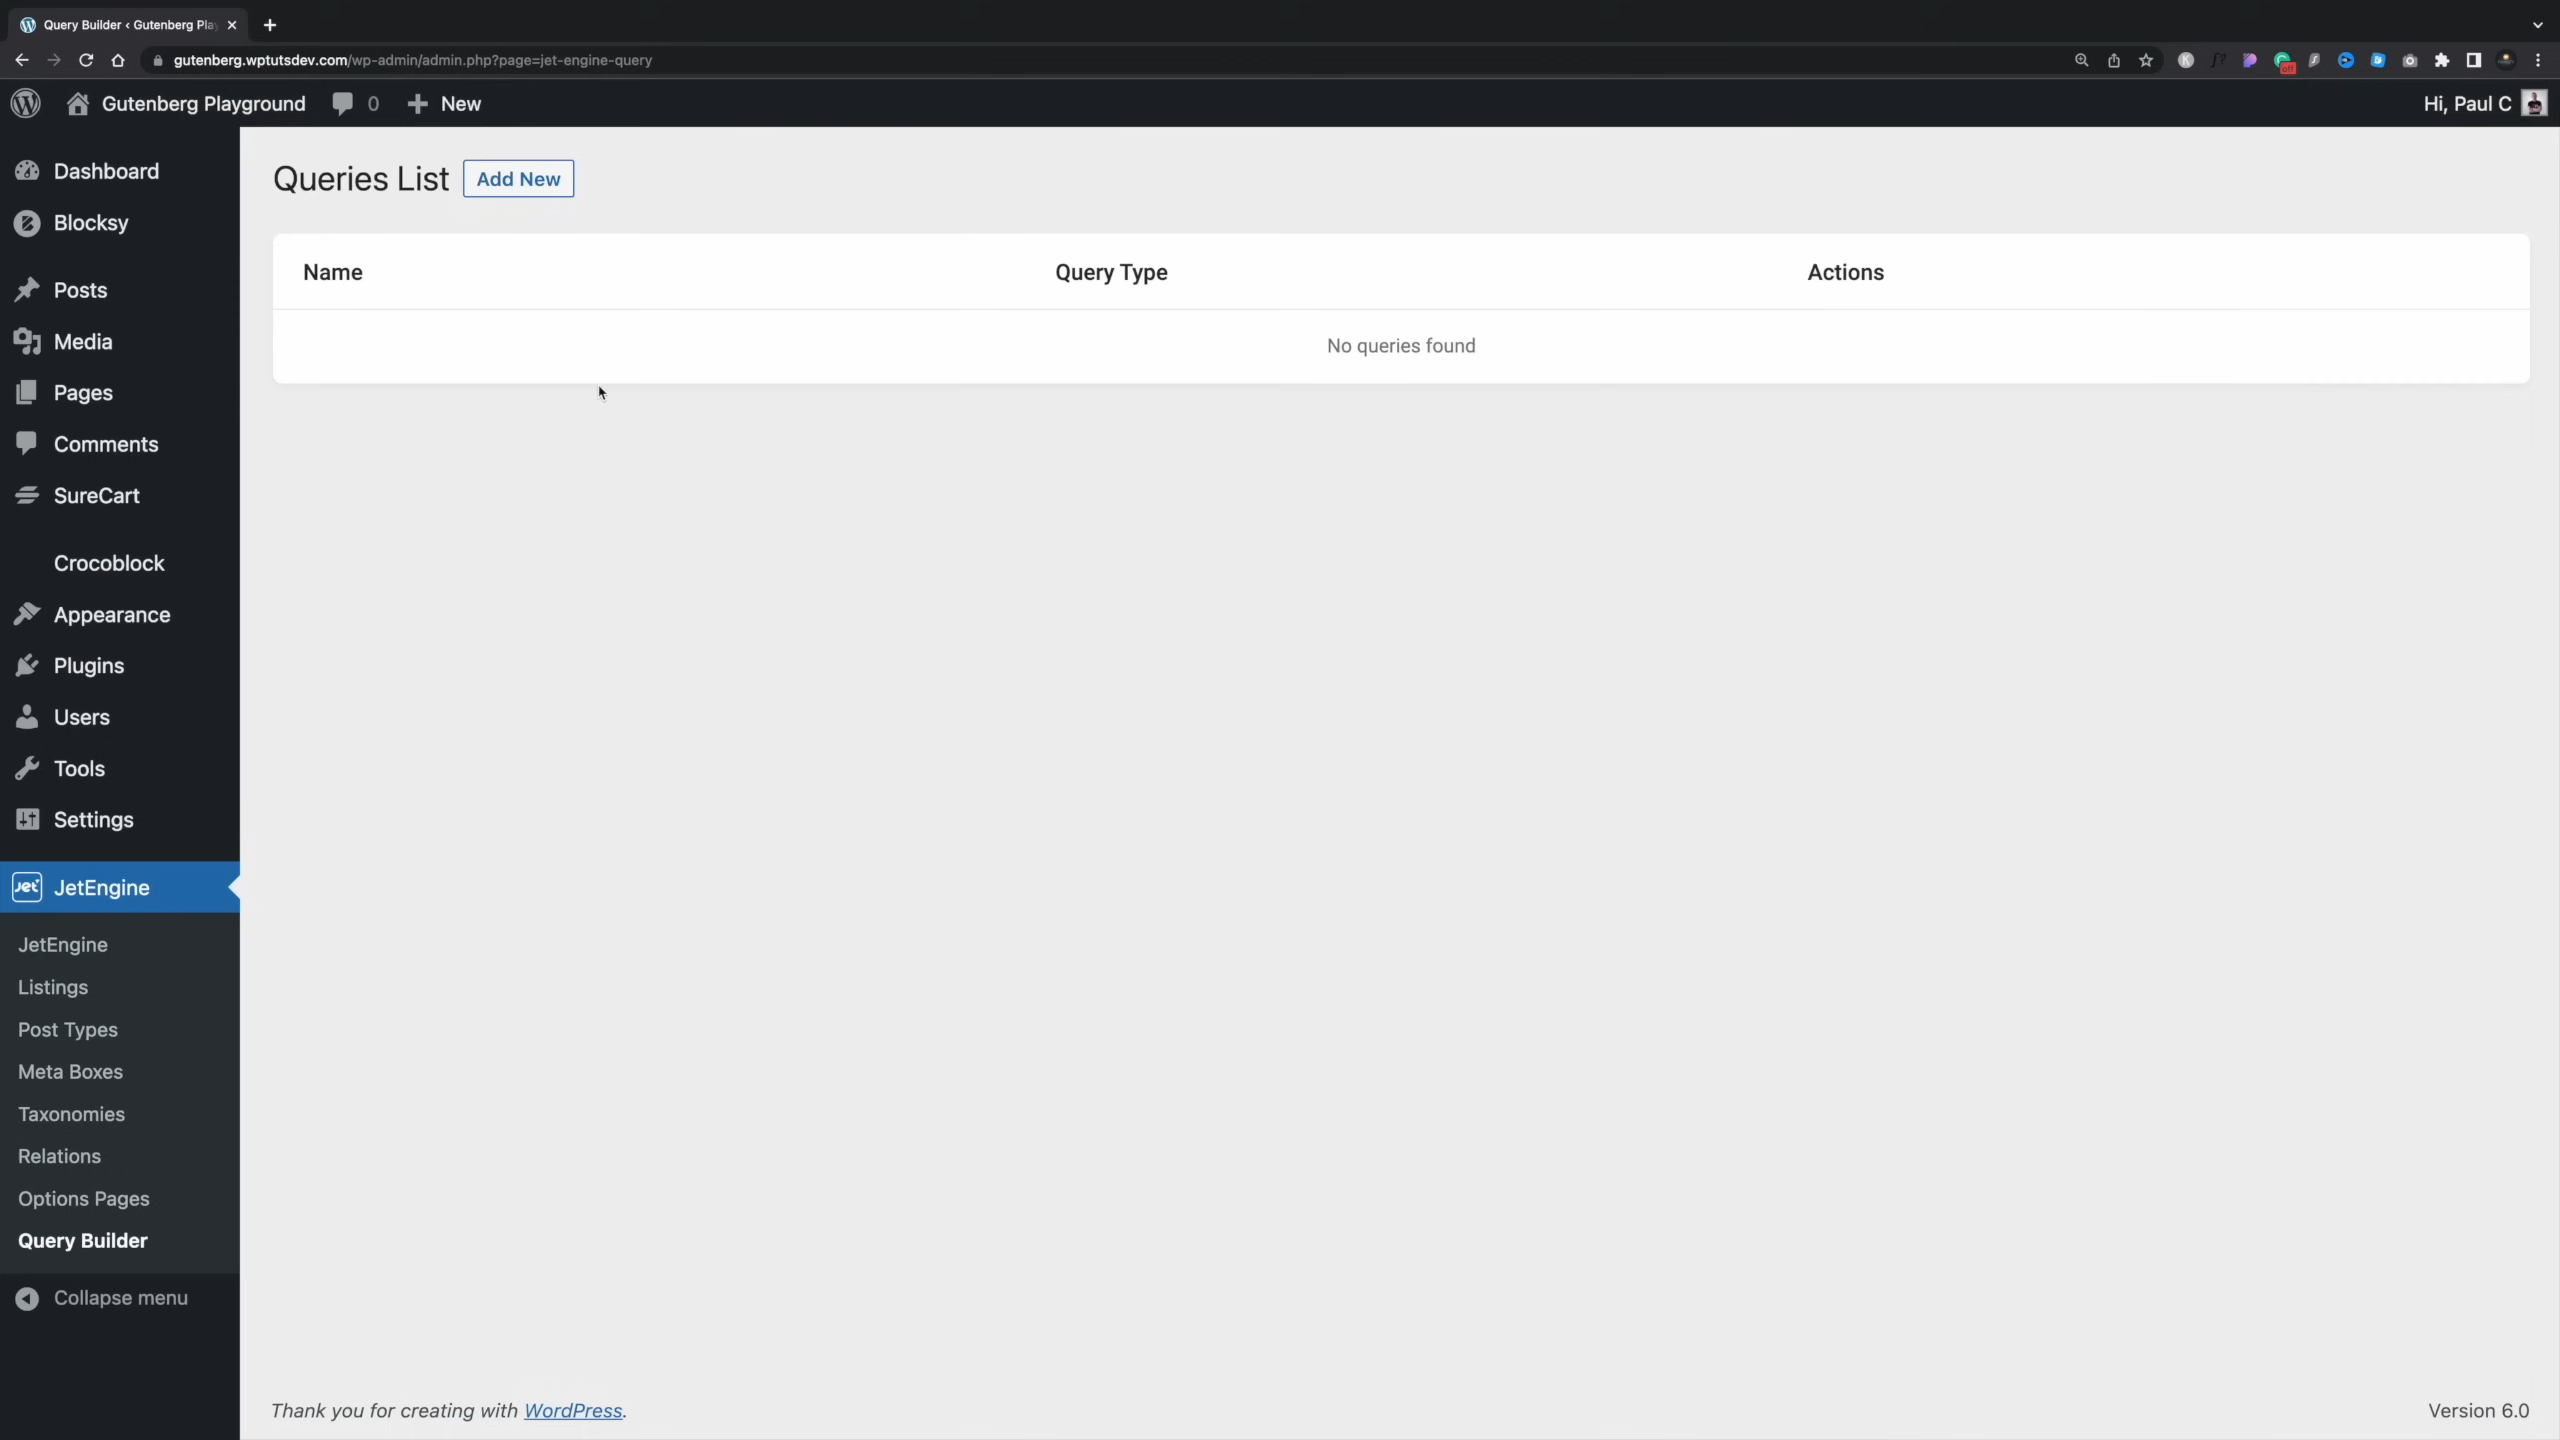 Query Builder ‹ Gutenberg Pla
gutenberg.wptutsdev.com/wp-admin/admin.php?page=jet-engine-query
off
Gutenberg Playground 0 New
Hi, Paul C
Dashboard
Blocksy
Posts
Media
Pages
Comments
SureCart
Crocoblock
Appearance
Plugins
Users
Tools
Settings
Jet JetEngine
JetEngine
Listings
Post Types
Meta Boxes
Taxonomies
Relations
Options Pages
Query Builder
Collapse menu
Queries List Add New
Name Query Type Actions
No queries found
Thank you for creating with WordPress.
Version 6.0